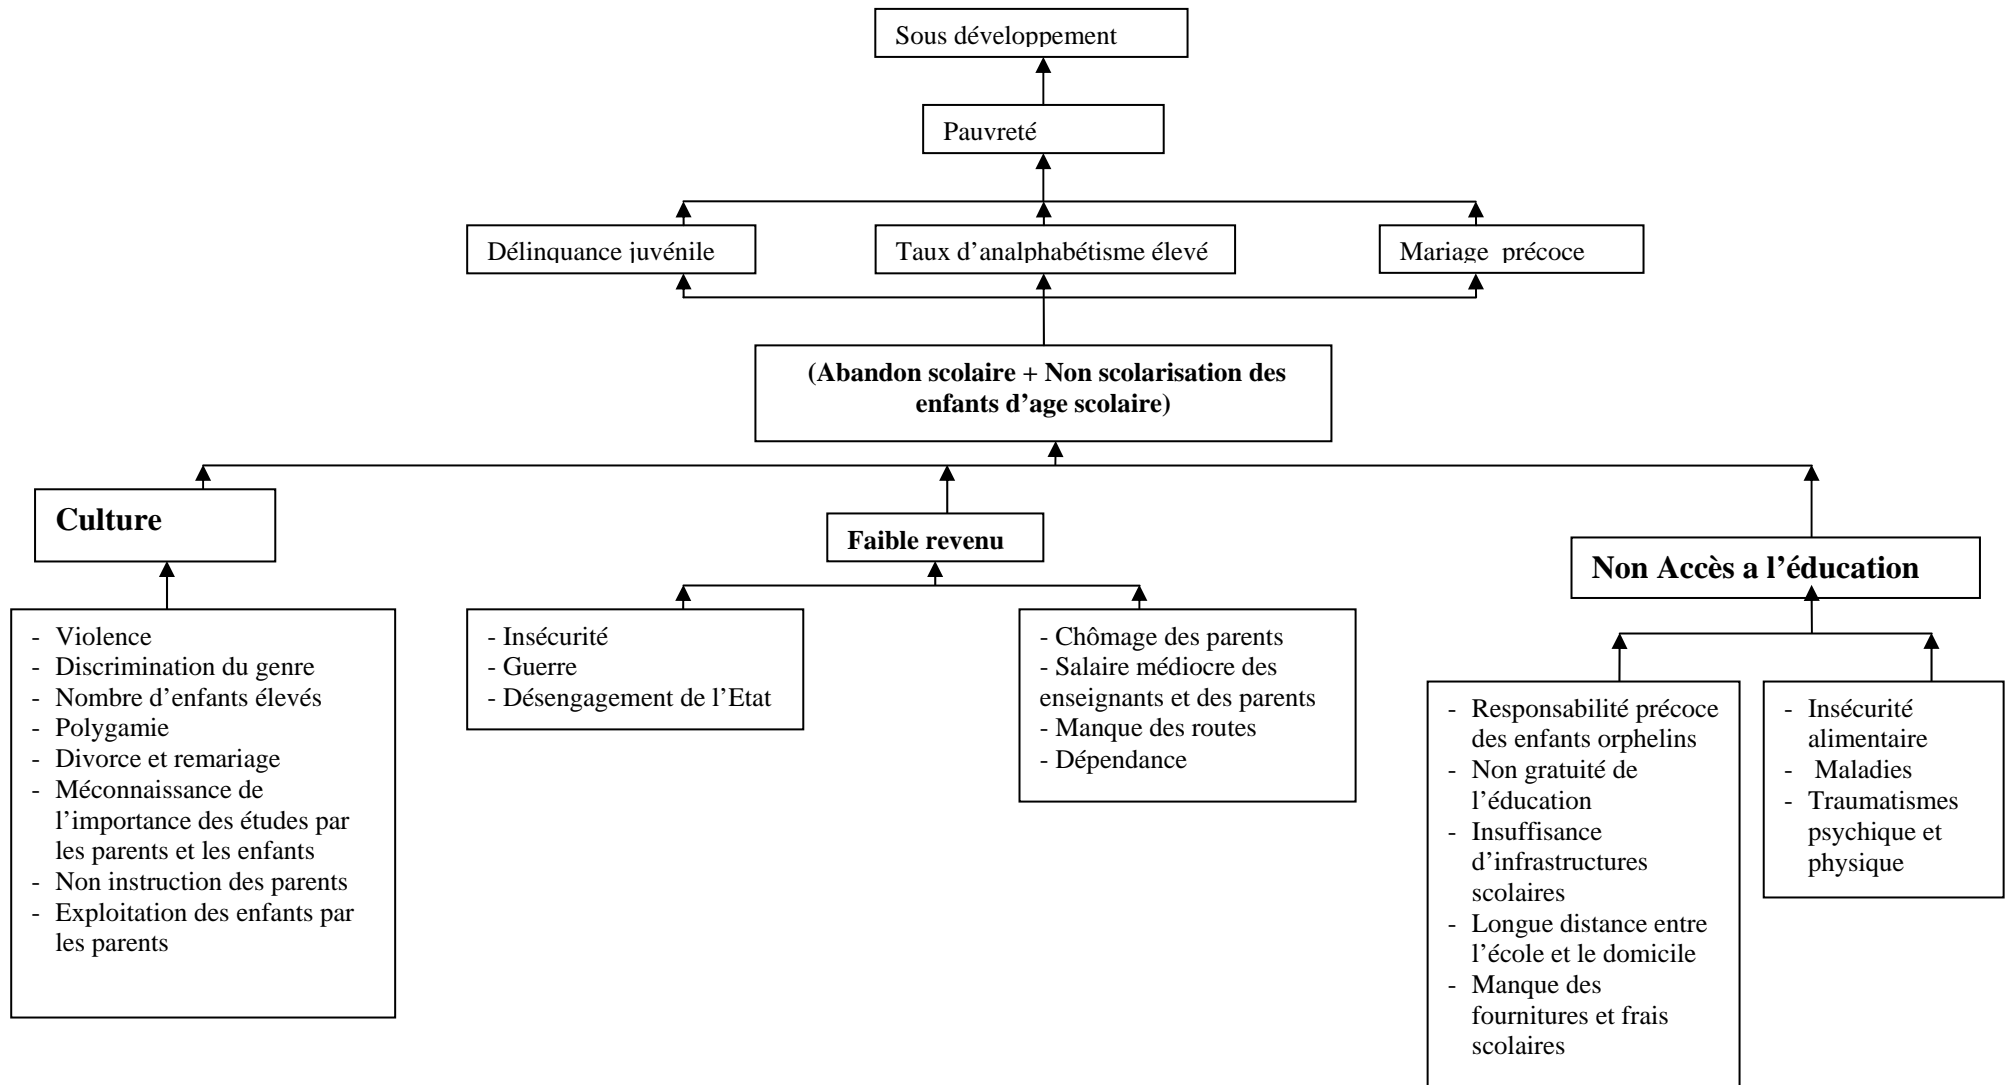 Sous développement
Pauvreté
Délinquance juvénile
Taux d’analphabétisme élevé
Mariage  précoce
(Abandon scolaire + Non scolarisation des
enfants d’age scolaire)
Culture
Faible revenu
Non Accès a l’éducation
- Violence
- Discrimination du genre
- Nombre d’enfants élevés
- Polygamie
- Divorce et remariage
- Méconnaissance de
l’importance des études par
les parents et les enfants
- Non instruction des parents
- Exploitation des enfants par
les parents
- Insécurité
- Guerre
- Désengagement de l’Etat
- Chômage des parents
- Salaire médiocre des
enseignants et des parents
- Manque des routes
- Dépendance
- Responsabilité précoce
des enfants orphelins
- Non gratuité de
l’éducation
- Insuffisance
d’infrastructures
scolaires
- Longue distance entre
l’école et le domicile
- Manque des
fournitures et frais
scolaires
- Insécurité
alimentaire
- Maladies
- Traumatismes
psychique et
physique